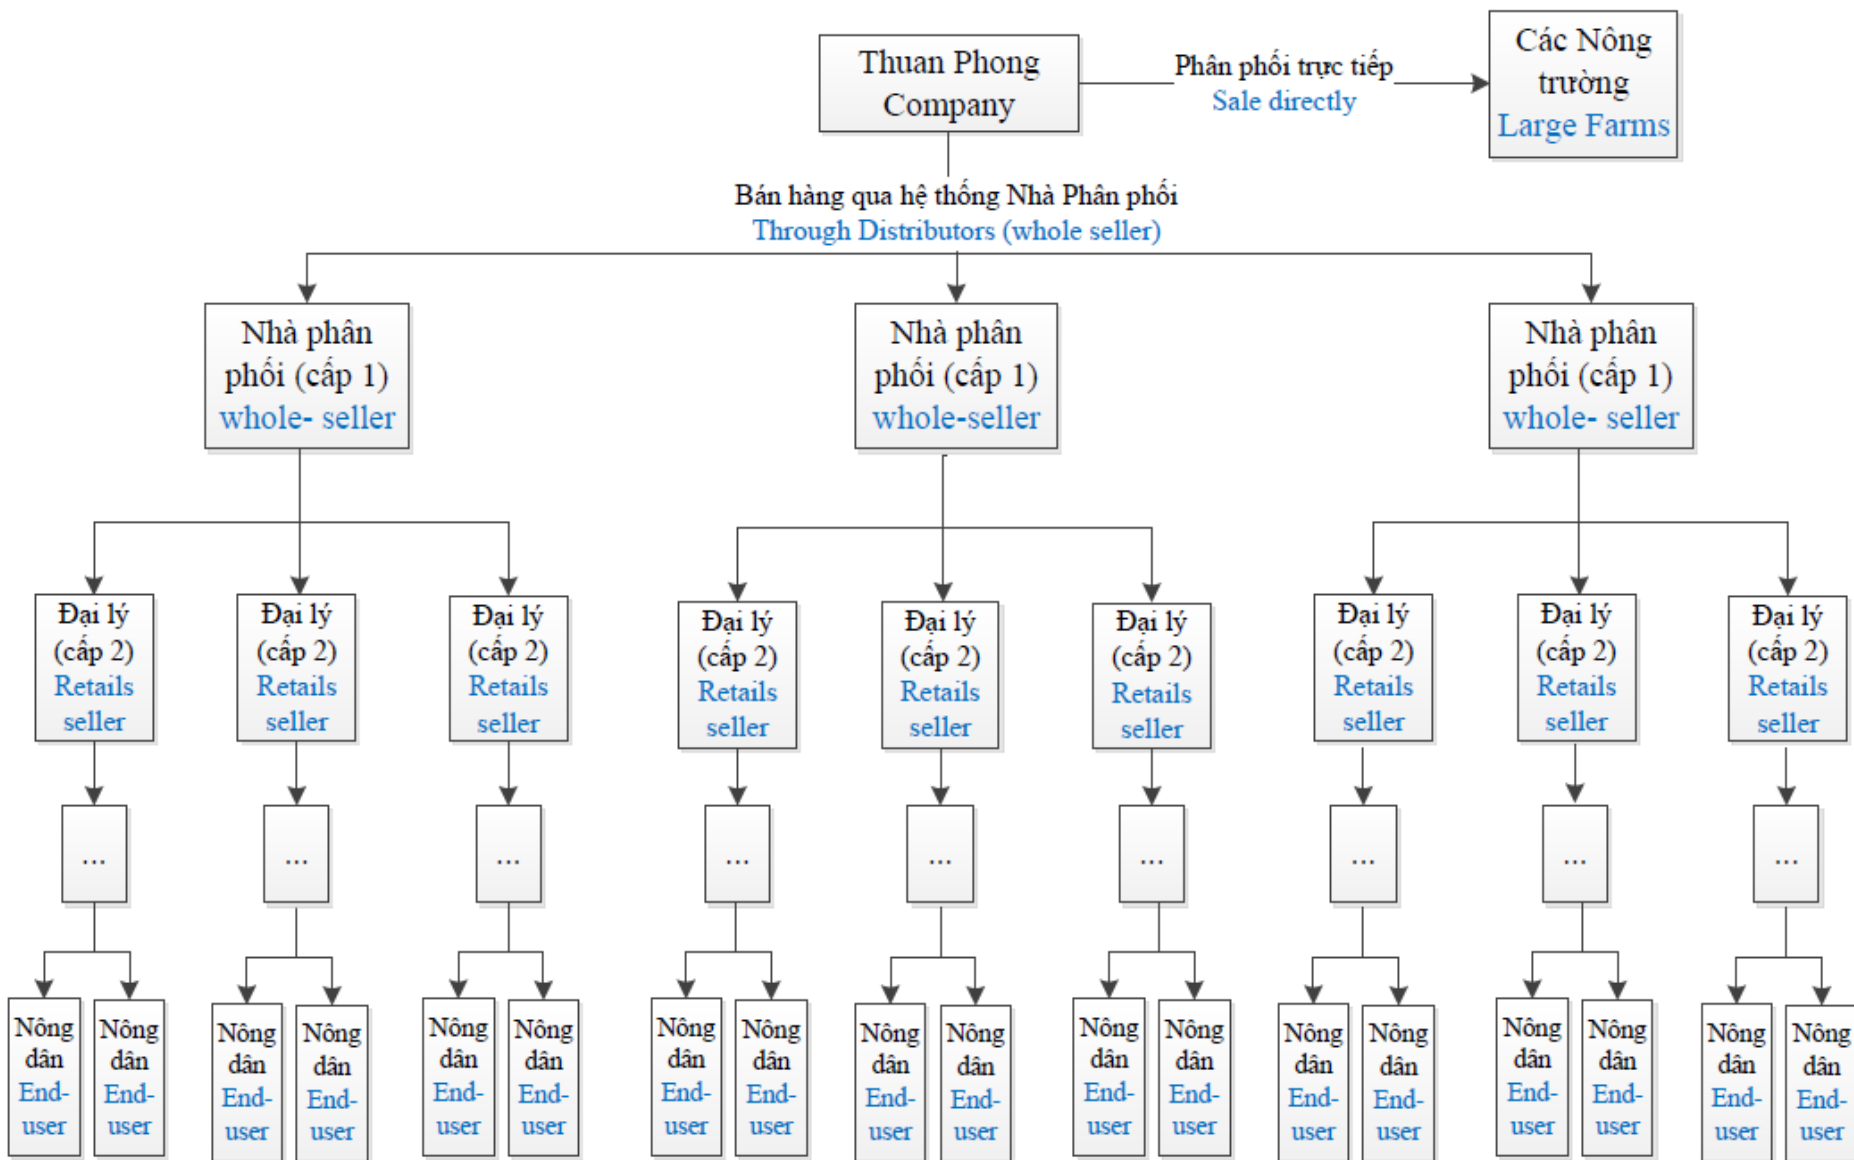 Thuan Phong
Company
Phân phối trực tiếp
Sale directly
Các Nông
trường
Large Farms
Bán hàng qua hệ thống Nhà Phân phối
Through Distributors (whole seller)
Nhà phân
phối (cấp 1)
whole- seller
Nhà phân
phối (cấp 1)
whole-seller
Nhà phân
phối (cấp 1)
whole- seller
Đại lý
(cấp 2)
Retails
seller
Đại lý
(cấp 2)
Retails
seller
Đại lý
(cấp 2)
Retails
seller
Đại lý
(cấp 2)
Retails
seller
Đại lý
(cấp 2)
Retails
seller
Đại lý
(cấp 2)
Retails
seller
Đại lý
(cấp 2)
Retails
seller
Đại lý
(cấp 2)
Retails
seller
Đại lý
(cấp 2)
Retails
seller
...
...
...
...
...
...
...
...
...
Nông
dân
End-
user
Nông
dân
End-
user
Nông
dân
End-
user
Nông
dân
End-
user
Nông
dân
End-
user
Nông
dân
End-
user
Nông
dân
End-
user
Nông
dân
End-
user
Nông
dân
End-
user
Nông
dân
End-
user
Nông
dân
End-
user
Nông
dân
End-
user
Nông
dân
End-
user
Nông
dân
End-
user
Nông
dân
End-
user
Nông
dân
End-
user
Nông
dân
End-
user
Nông
dân
End-
user